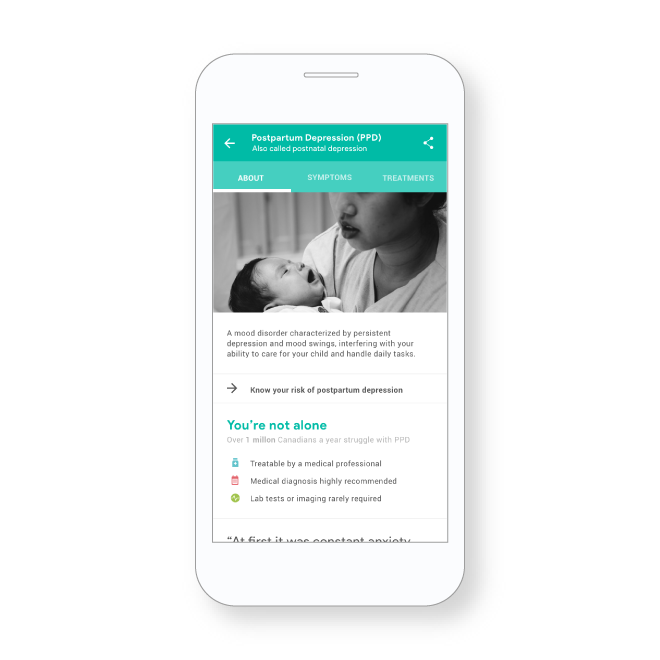 Postpartum Depression (PPD)
Also called postnatal depression
ABOUT SYMPTOMS TREATMENTS
A mood disorder characterized by persistent
depression and mood swings, interfering with your
ability to care for your child and handle daily tasks.
Know your risk of postpartum depression
You're not alone
Over 1 millon Canadians a year struggle with PPD
Treatable by a medical professional
Medical diagnosis highly recommended
Lab tests or imaging rarely required
“At first it was constant anxiety